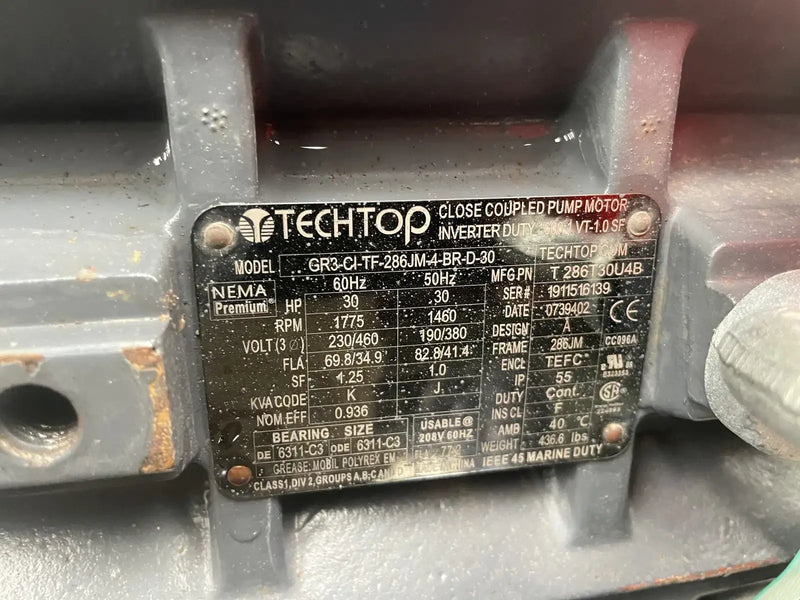 TECHTOP
CLOSE COUPLED PUMP MOTOR
INVERTER DUTY VT-1.0 SF
MODEL GR3-CI-TF-286JM-4-BR-D-30
TECHTOP
NEMA Premium®
60Hz 50Hz
HP 30 30
RPM 1775 1460
VOLT (3 Ø) 230/460 190/380
FLA 69.8/34.9 82.8/41.4
SF 1.25 1.0
KVA CODE K J
NOM.EFF 0.936
MFG PN T 286T30U4B
SER# 1911516139
DATE 0739402
DESIGN A
FRAME 286JM
ENCL TEFC
IP 55
DUTY Cont.
INS CL F
AMB 40 °C
WEIGHT 436.6 lbs
CE
CC096A
BEARING SIZE
DE 6311-C3 ODE 6311-C3
GREASE: MOBIL POLYREX EM
USABLE @
208V 60HZ
CLASS1, DIV 2, GROUPS A,B,C AND D
IEEE 45 MARINE DUTY